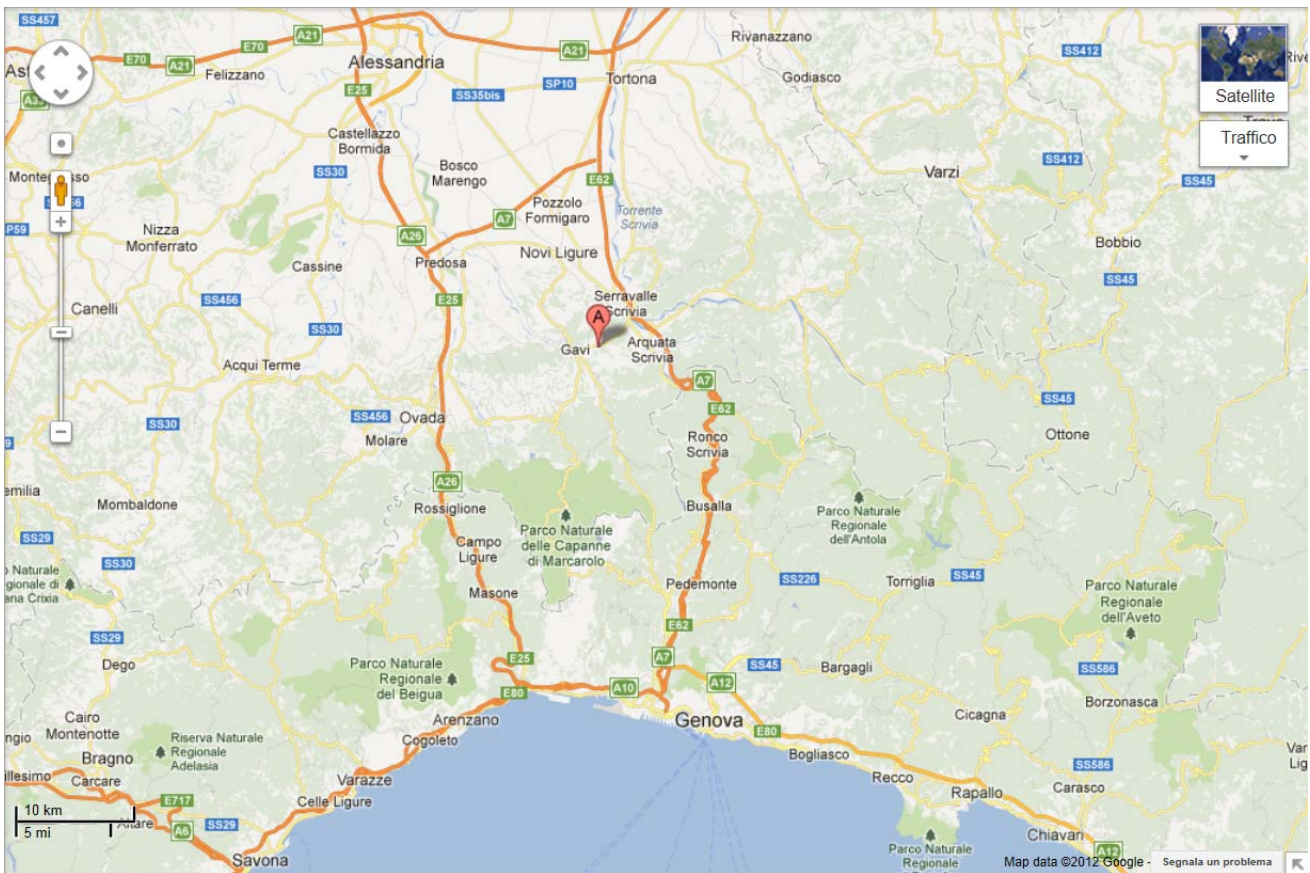 SS457
A21
E70
A21
Rivanazzano
SS412
Alessandria
A21
E70
A21
Felizzano
Tortona
Godiasco
E25
SS35bis
SP10
Satellite
Castellazzo
Bormida
Traffico
Bosco
Marengo
SS412
SS30
Varzi
SS45
E62
Pozzolo
Formigaro
Torrente
Scrivia
A7
P59
Nizza
Monferrato
A26
Novi Ligure
Bobbio
Predosa
Cassine
SS45
Canelli
SS456
E25
Serravalle
Scrivia
A
SS30
Gavi
Arquata
Scrivia
Acqui Terme
A7
SS45
E62
SS456
Ovada
SS30
Molare
Ronco
Scrivia
Ottone
A26
Mombaldone
Rossiglione
Busalla
Parco Naturale
Regionale
dell'Antola
Parco Naturale
delle Capanne
di Marcarolo
SS29
Campo
Ligure
SS30
Pedemonte
SS226
Torriglia
SS45
Parco Naturale
Regionale
dell'Aveto
Masone
E62
SS29
Dego
E25
A7
SS45
Bargagli
SS586
Parco Naturale
Regionale
del Beigua
E80
A10
A12
Borzonasca
Cairo
Montenotte
Arenzano
Genova
Cicagna
Riserva Naturale
Regionale
Adelasia
Cogoleto
E80
Bragno
Bogliasco
SS586
Carcare
Varazze
Recco
Rapallo
Carasco
10 km
E717
Celle Ligure
5 mi
Altare
A6
SS29
Chiavari
Savona
Parco Naturale
Regionale
A12
Map data ©2012 Google - Segnala un problema